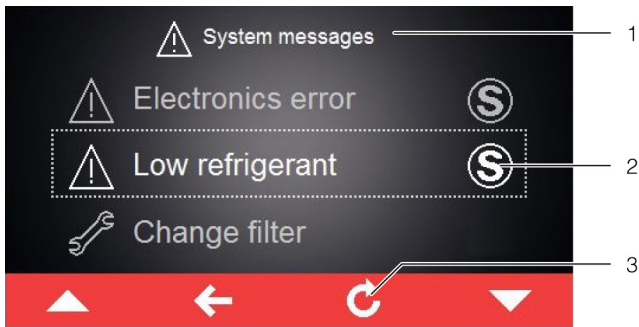 System messages
1
Electronics error
S
Low refrigerant
S
2
Change filter
3